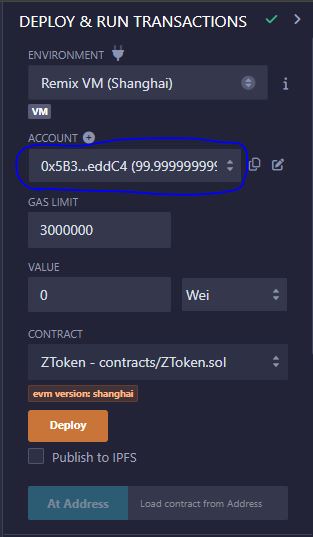 DEPLOY & RUN TRANSACTIONS
ENVIRONMENT
Remix VM (Shanghai)
VM
ACCOUNT
0x5B3...eddC4 (99.999999999
GAS LIMIT
3000000
VALUE
0 Wei
CONTRACT
ZToken - contracts/ZToken.sol
evm version: shanghai
Deploy
Publish to IPFS
At Address Load contract from Address